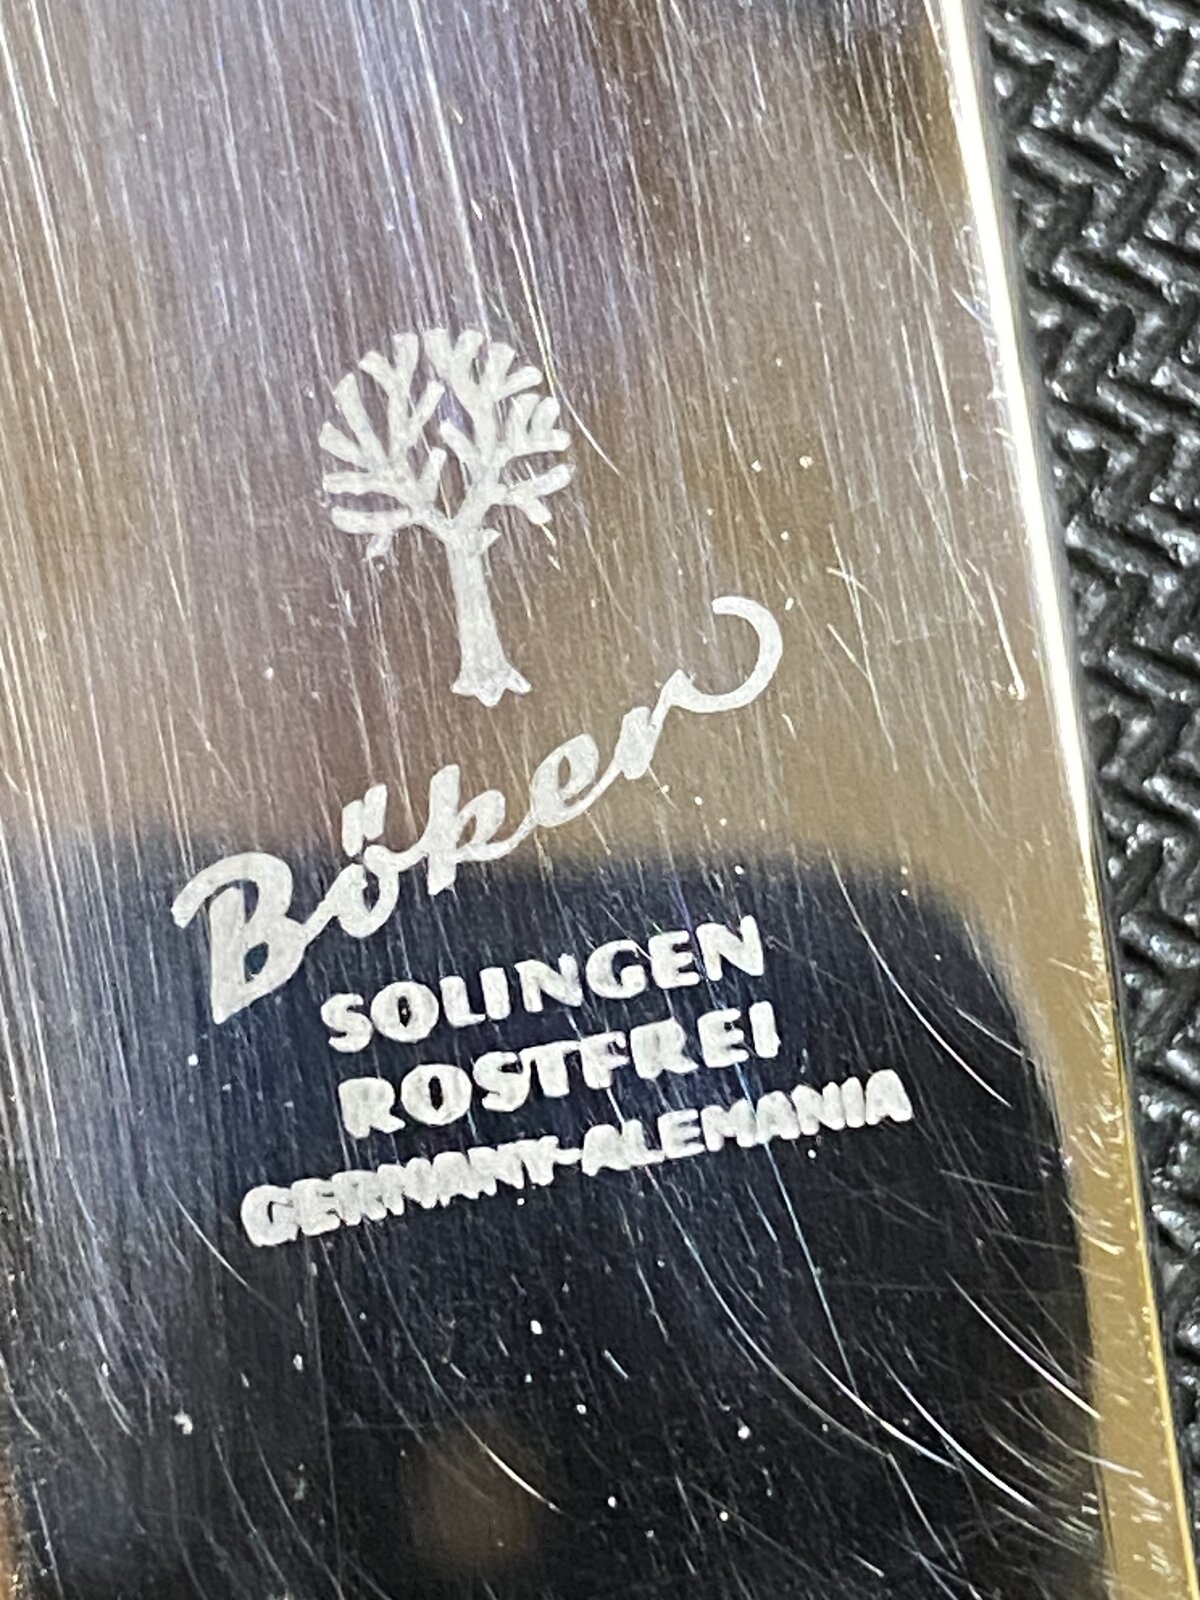 Böker
SOLINGEN
ROSTFREI
GERMANY-ALEMANIA